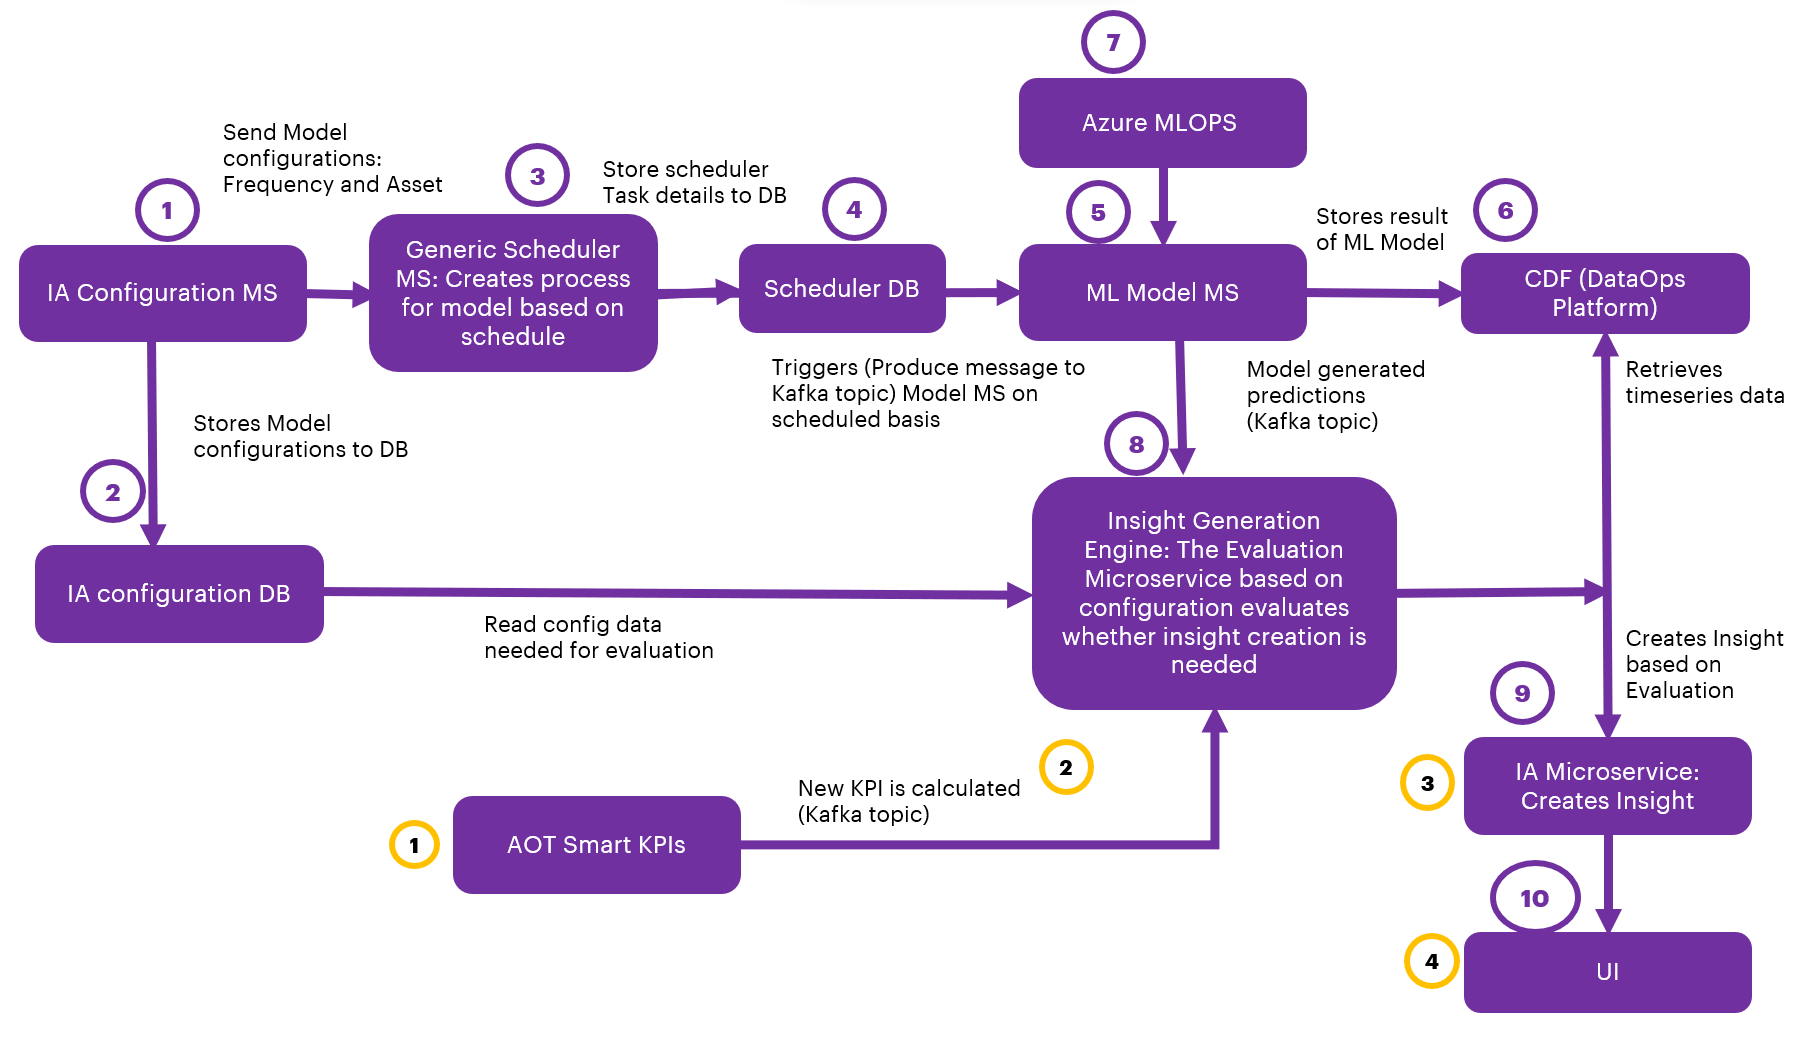 7
Azure MLOPS
Send Model
configurations:
Frequency and Asset
1
IA Configuration MS
3
Generic Scheduler
MS: Creates process
for model based on
schedule
Store scheduler
Task details to DB
4
Scheduler DB
5
ML Model MS
Stores result
of ML Model
6
CDF (DataOps
Platform)
Triggers (Produce message to
Kafka topic) Model MS on
scheduled basis
Model generated
predictions
(Kafka topic)
Retrieves
timeseries data
Stores Model
configurations to DB
2
IA configuration DB
Read config data
needed for evaluation
8
Insight Generation
Engine: The Evaluation
Microservice based on
configuration evaluates
whether insight creation is
needed
Creates Insight
based on
Evaluation
9
3
IA Microservice:
Creates Insight
2
New KPI is calculated
(Kafka topic)
1
AOT Smart KPIs
10
4
UI